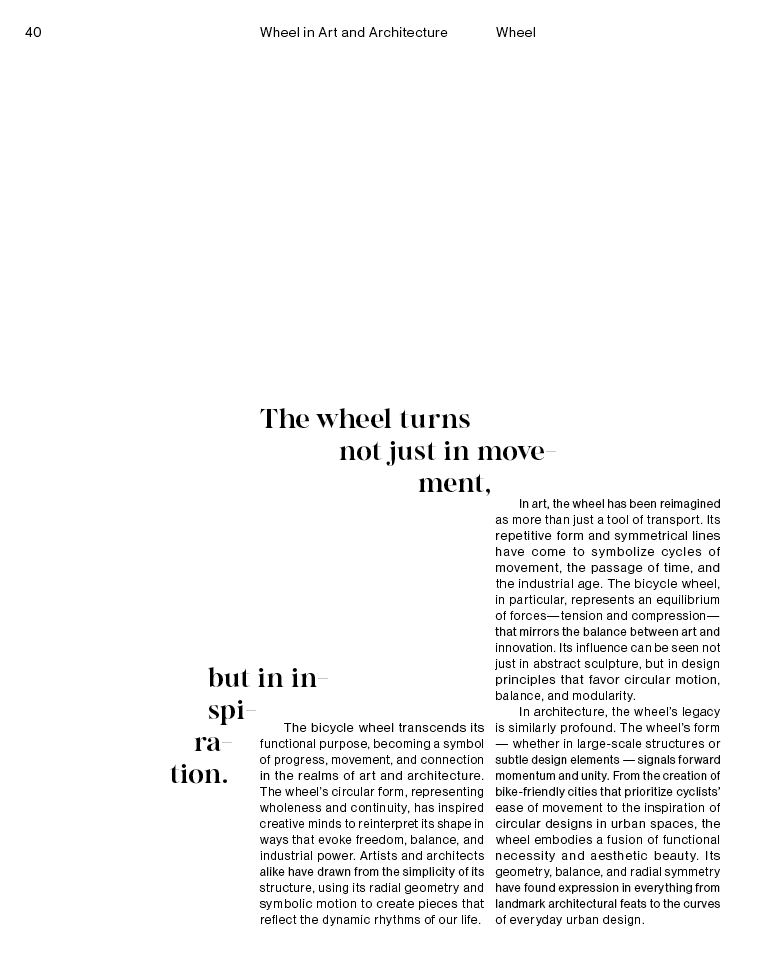 40
Wheel in Art and Architecture
Wheel
The wheel turns
not just in move-
ment,
but in in-
spi-
ra-
tion.
The bicycle wheel transcends its
functional purpose, becoming a symbol
of progress, movement, and connection
in the realms of art and architecture.
The wheel's circular form, representing
wholeness and continuity, has inspired
creative minds to reinterpret its shape in
ways that evoke freedom, balance, and
industrial power. Artists and architects
alike have drawn from the simplicity of its
structure, using its radial geometry and
symbolic motion to create pieces that
reflect the dynamic rhythms of our life.
In art, the wheel has been reimagined
as more than just a tool of transport. Its
repetitive form and symmetrical lines
have come to symbolize cycles of
movement, the passage of time, and
the industrial age. The bicycle wheel,
in particular, represents an equilibrium
of forces—tension and compression—
that mirrors the balance between art and
innovation. Its influence can be seen not
just in abstract sculpture, but in design
principles that favor circular motion,
balance, and modularity.
In architecture, the wheel's legacy
is similarly profound. The wheel's form
— whether in large-scale structures or
subtle design elements — signals forward
momentum and unity. From the creation of
bike-friendly cities that prioritize cyclists'
ease of movement to the inspiration of
circular designs in urban spaces, the
wheel embodies a fusion of functional
necessity and aesthetic beauty. Its
geometry, balance, and radial symmetry
have found expression in everything from
landmark architectural feats to the curves
of everyday urban design.